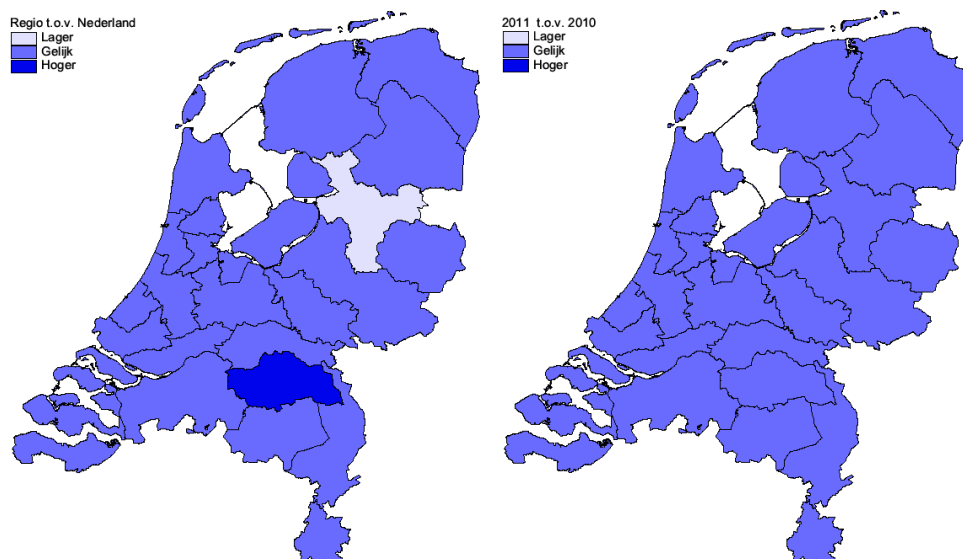 Regio t.o.v. Nederland
Lager
Gelijk
Hoger
2011 t.o.v. 2010
Lager
Gelijk
Hoger